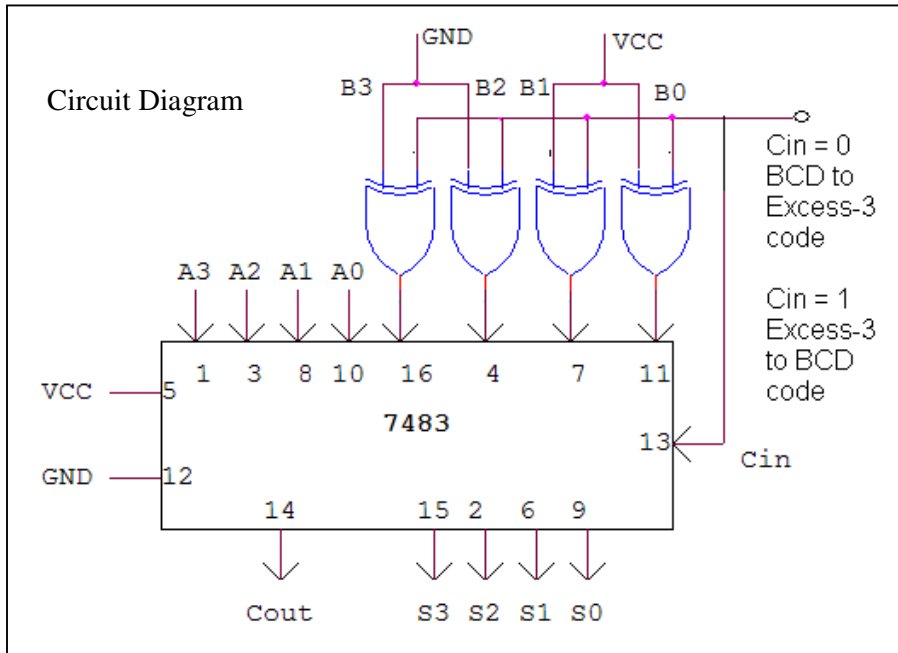 GND
VCC
Circuit Diagram
B3
B2
B1
B0
Cin = 0
BCD to
Excess-3
code
Cin = 1
Excess-3
to BCD
code
A3 A2 A1 A0
1 3 8 10 16 4 7 11
VCC
5
7483
13
Cin
GND
12
14 15 2 6 9
Cout S3 S2 S1 S0